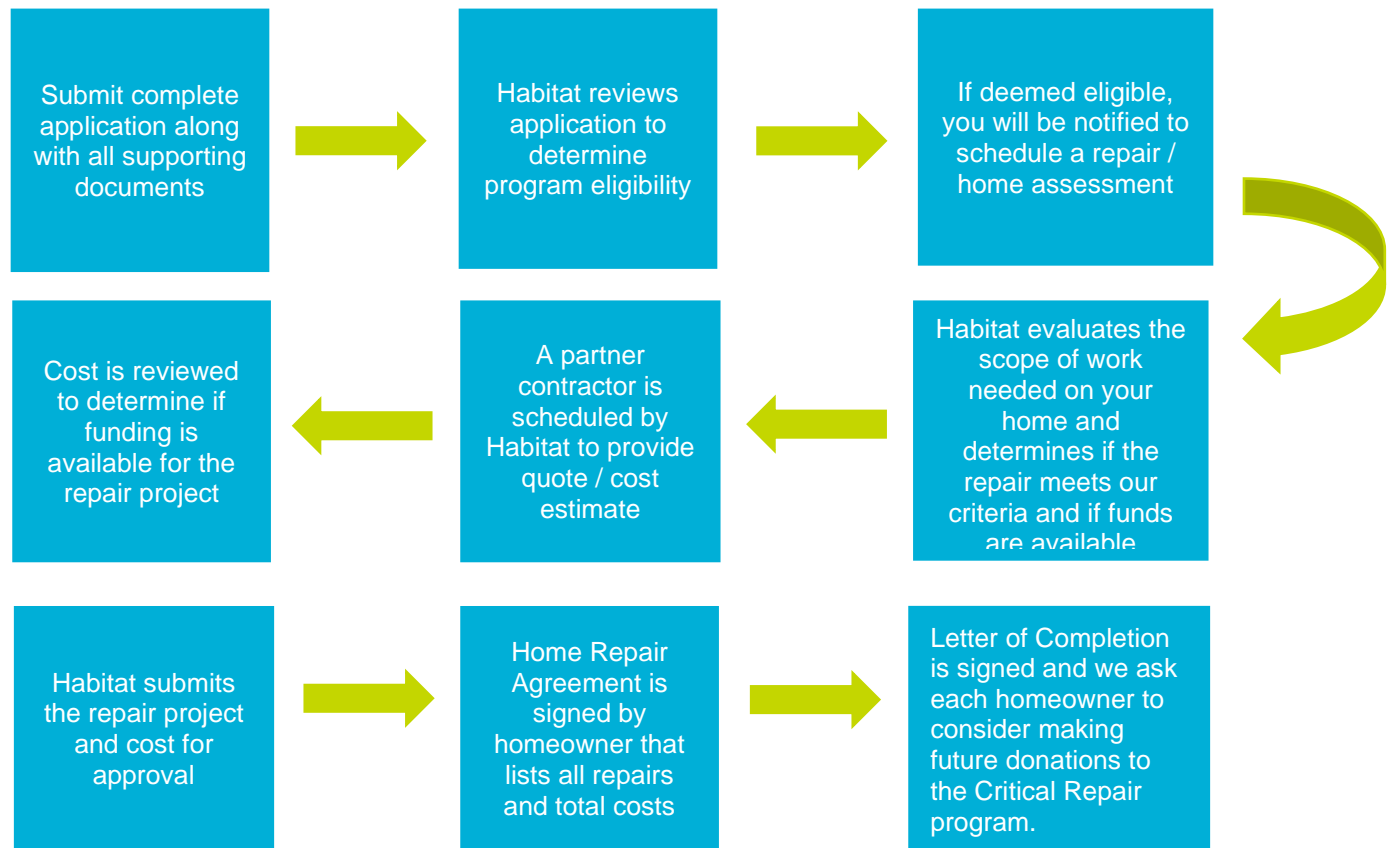 Submit complete
application along
with all supporting
documents
Habitat reviews
application to
determine
program eligibility
If deemed eligible,
you will be notified to
schedule a repair /
home assessment
Habitat evaluates the
scope of work
needed on your
home and
determines if the
repair meets our
criteria and if funds
are available
A partner
contractor is
scheduled by
Habitat to provide
quote / cost
estimate
Cost is reviewed
to determine if
funding is
available for the
repair project
Habitat submits
the repair project
and cost for
approval
Home Repair
Agreement is
signed by
homeowner that
lists all repairs
and total costs
Letter of Completion
is signed and we ask
each homeowner to
consider making
future donations to
the Critical Repair
program.